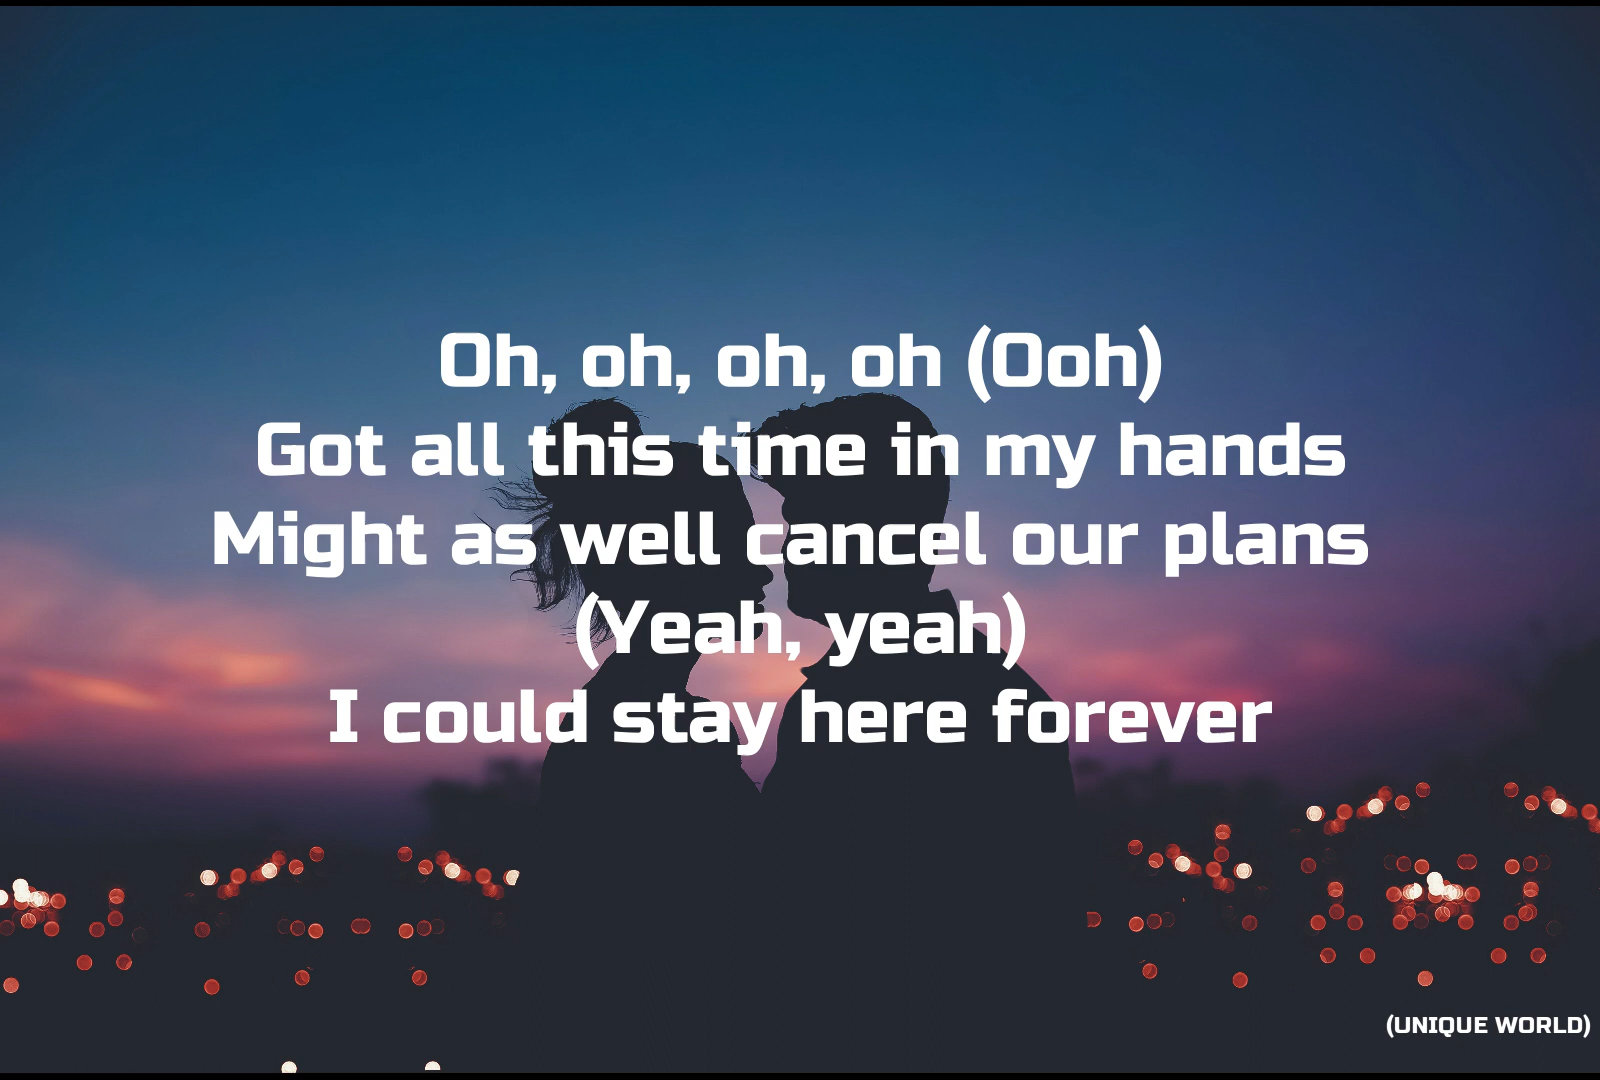 Oh, oh, oh, oh (Ooh)
Got all this time in my hands
Might as well cancel our plans
(Yeah, yeah)
I could stay here forever
(UNIQUE WORLD)